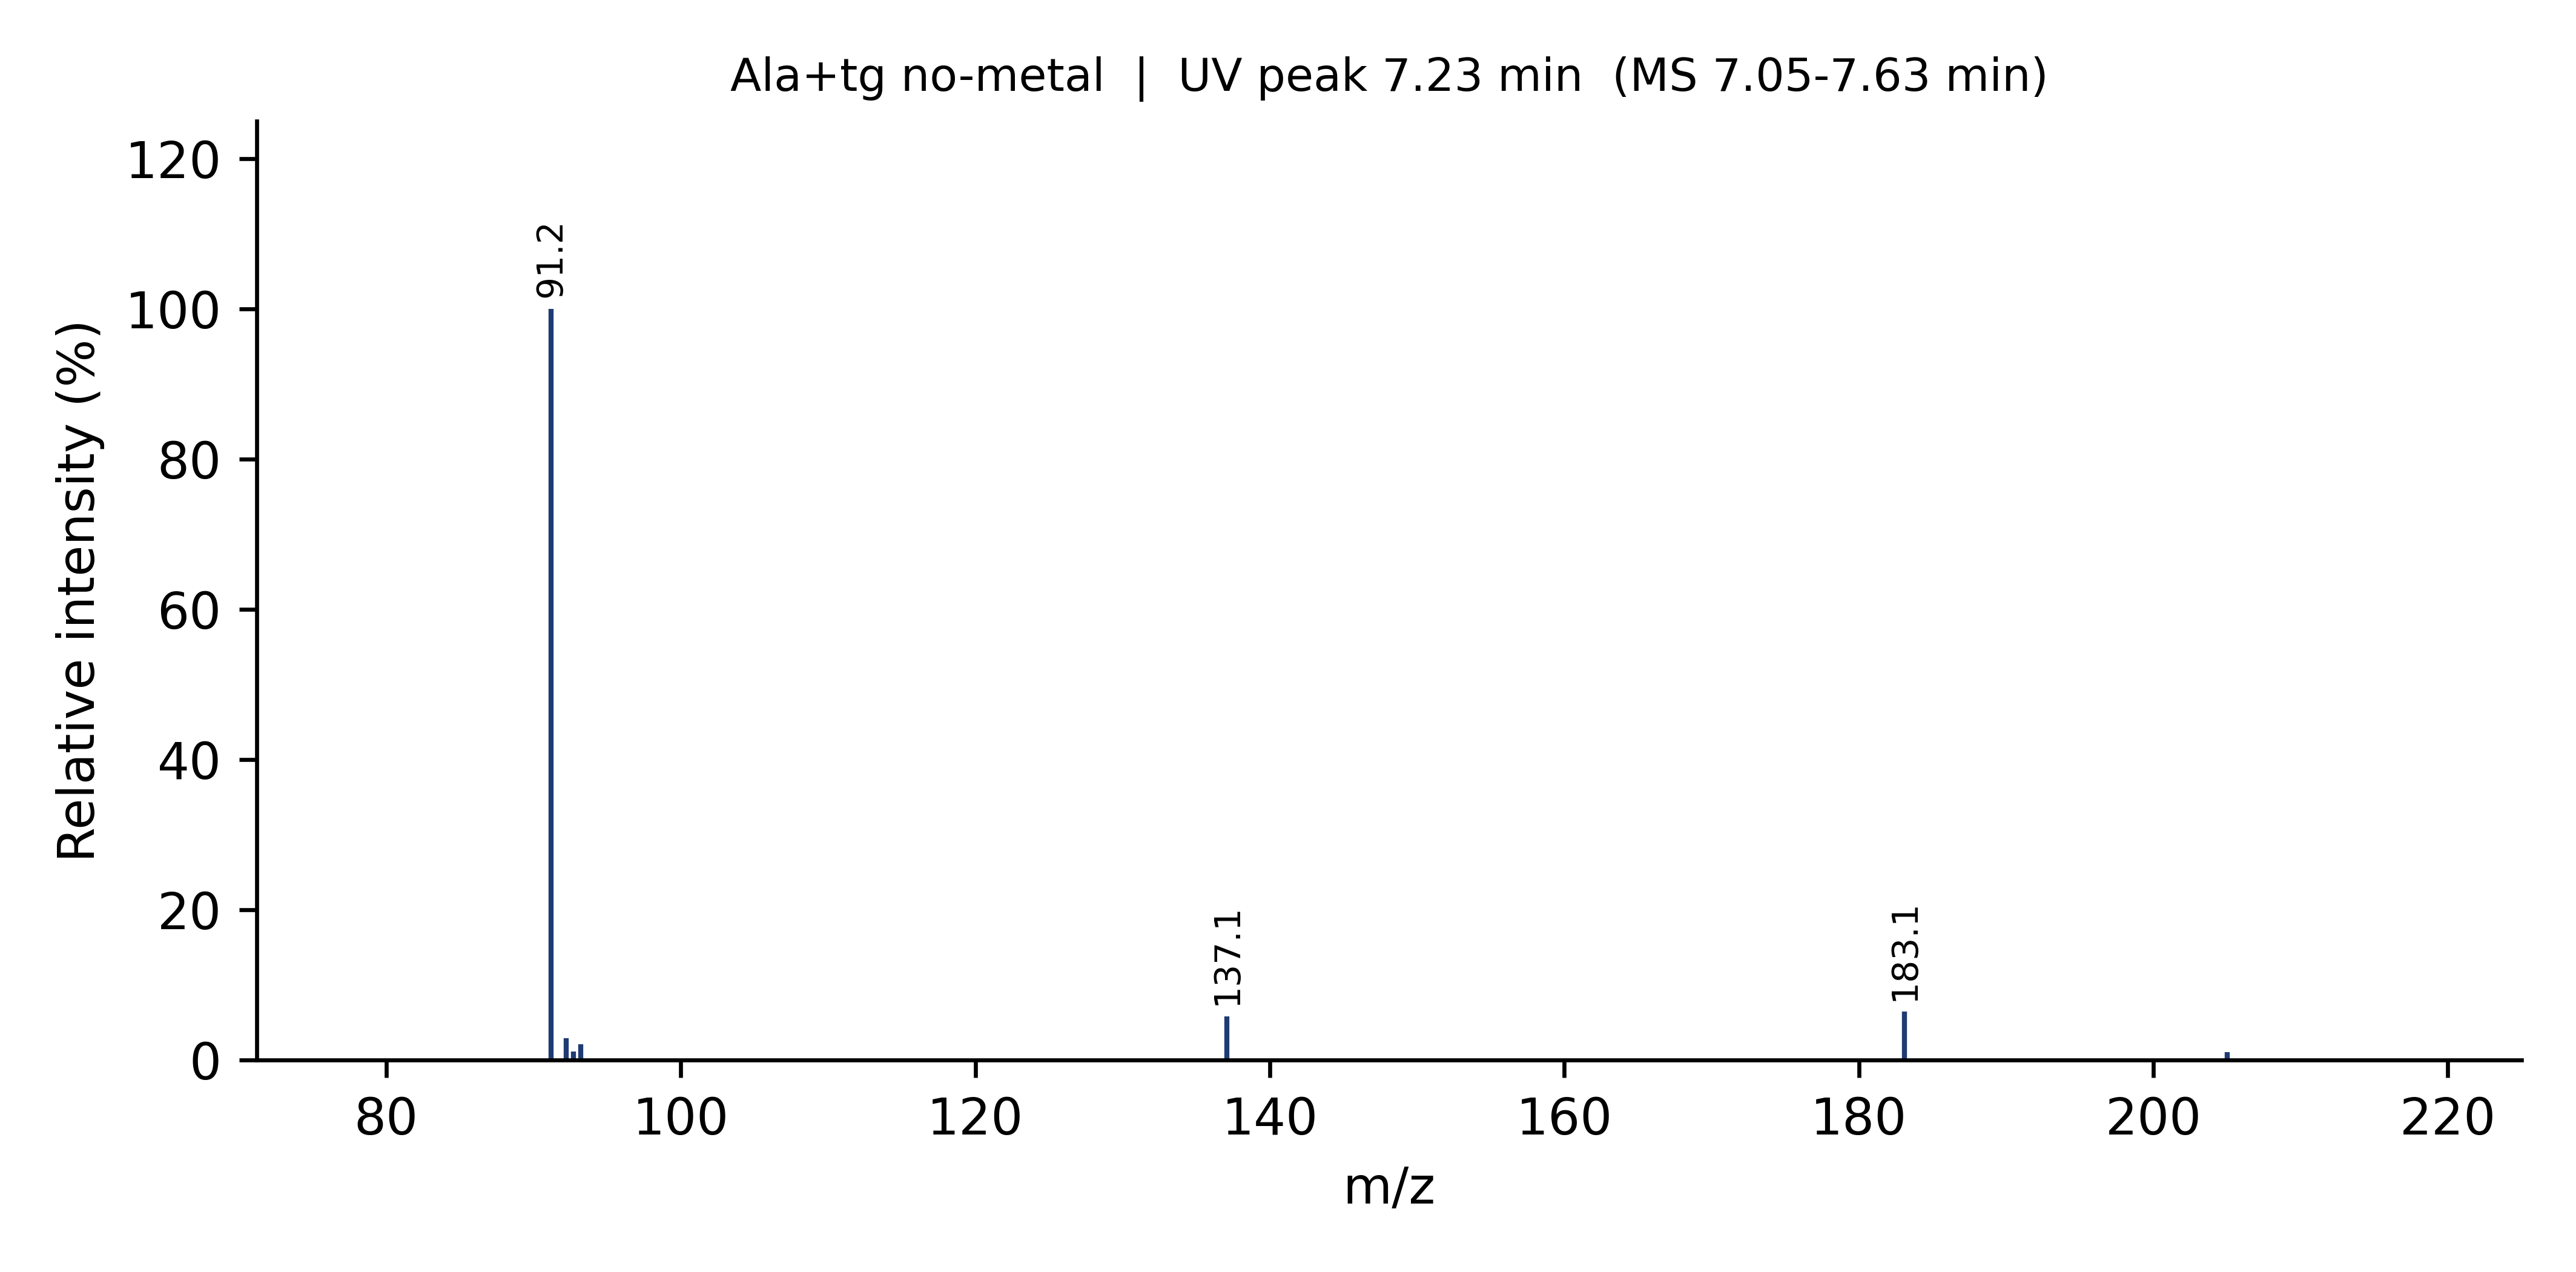 Ala+tg no-metal | UV peak 7.23 min (MS 7.05-7.63 min)
Relative intensity (%)
120
100
80
60
40
20
0
91.2
137.1
183.1
80 100 120 140 160 180 200 220
m/z